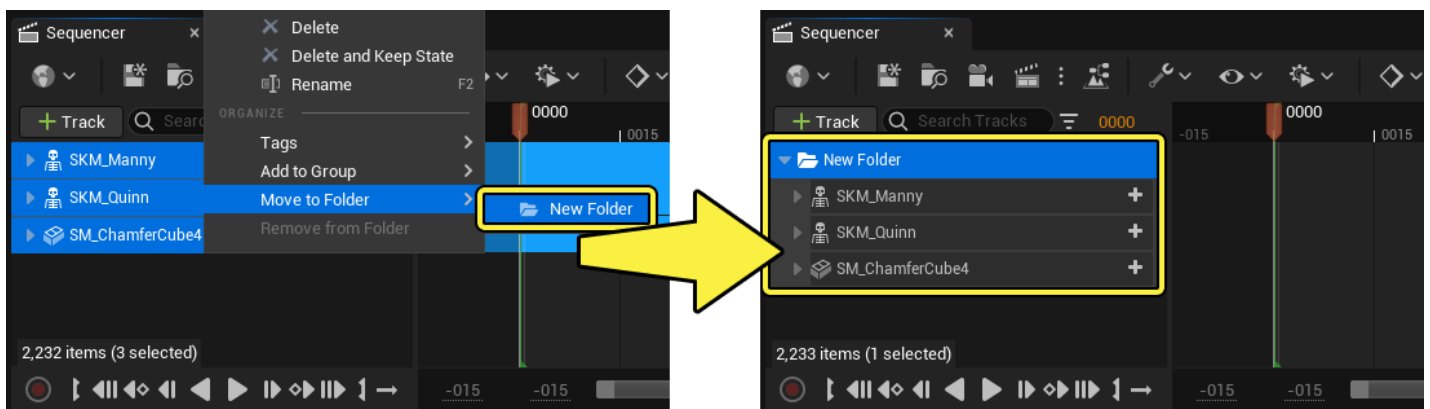 Sequencer ×
Delete
Delete and Keep State
Rename F2
ORGANIZE
Tags
Add to Group
Move to Folder
Remove from Folder
New Folder
+ Track
SKM_Manny
SKM_Quinn
SM_ChamferCube4
0000
0015
2,232 items (3 selected)
-015 -015
Sequencer ×
+ Track Search Tracks 0000
-015 0000 0015
New Folder
SKM_Manny +
SKM_Quinn +
SM_ChamferCube4 +
2,233 items (1 selected)
-015 -015